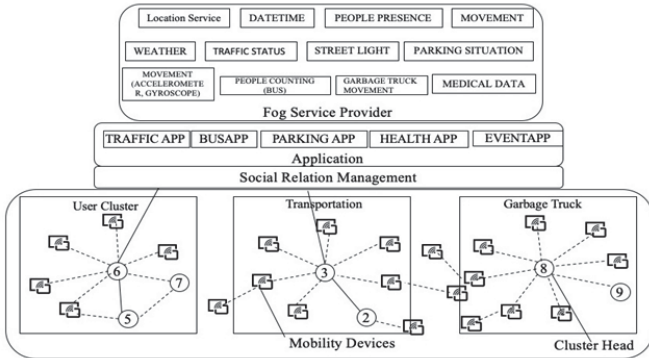 Location Service
DATETIME
PEOPLE PRESENCE
MOVEMENT
WEATHER
TRAFFIC STATUS
STREET LIGHT
PARKING SITUATION
MOVEMENT
(ACCELEROMETE
R, GYROSCOPE)
PEOPLE COUNTING
(BUS)
GARBAGE TRUCK
MOVEMENT
MEDICAL DATA
Fog Service Provider
TRAFFIC APP
BUSAPP
PARKING APP
HEALTH APP
EVENTAPP
Application
Social Relation Management
User Cluster
Transportation
Garbage Truck
6
7
5
3
2
8
9
Mobility Devices
Cluster Head